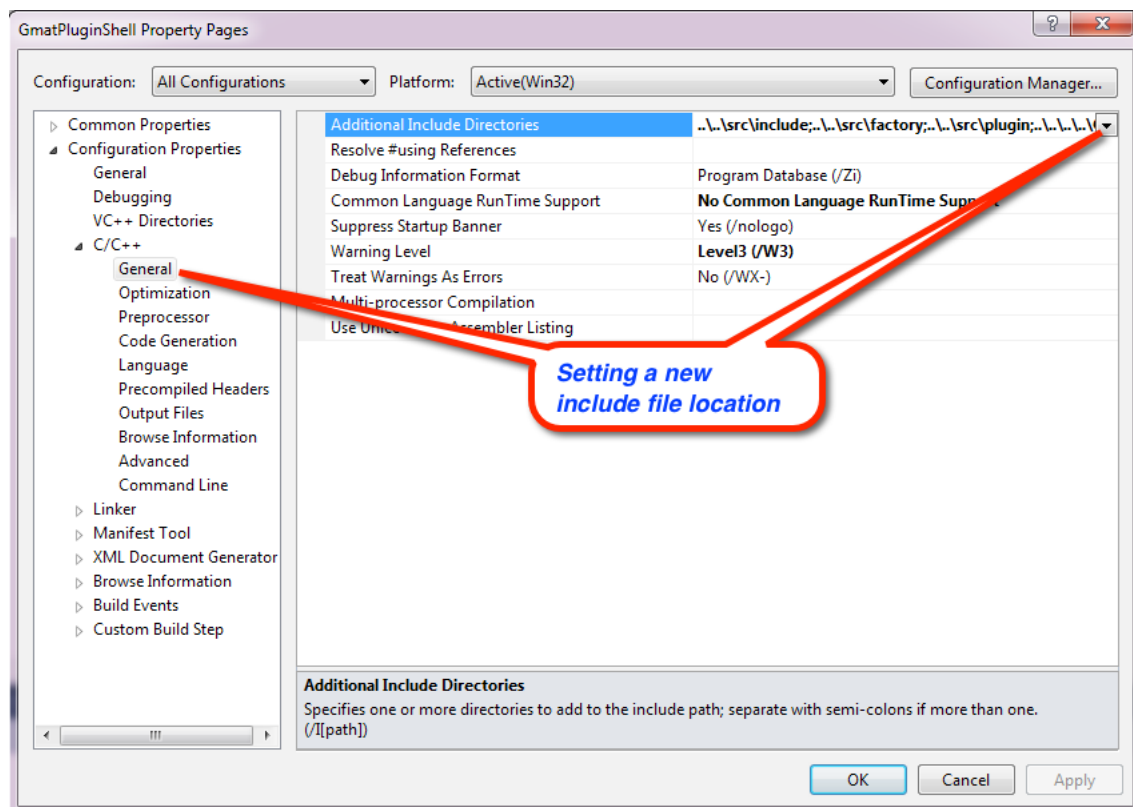 GmatPluginShell Property Pages
Configuration: All Configurations Platform: Active(Win32) Configuration Manager...
Common Properties
Configuration Properties
General
Debugging
VC++ Directories
C/C++
General
Optimization
Preprocessor
Code Generation
Language
Precompiled Headers
Output Files
Browse Information
Advanced
Command Line
Linker
Manifest Tool
XML Document Generator
Browse Information
Build Events
Custom Build Step
Additional Include Directories ..\..\src\include;..\..\src\factory;..\..\src\plugin;..\..\..\..\
Resolve #using References
Debug Information Format Program Database (/Zi)
Common Language RunTime Support No Common Language RunTime Support
Suppress Startup Banner Yes (/nologo)
Warning Level Level3 (/W3)
Treat Warnings As Errors No (/WX-)
Multi-processor Compilation
Use Assembler Listing
Setting a new
include file location
Additional Include Directories
Specifies one or more directories to add to the include path; separate with semi-colons if more than one.
(/I[path])
OK Cancel Apply